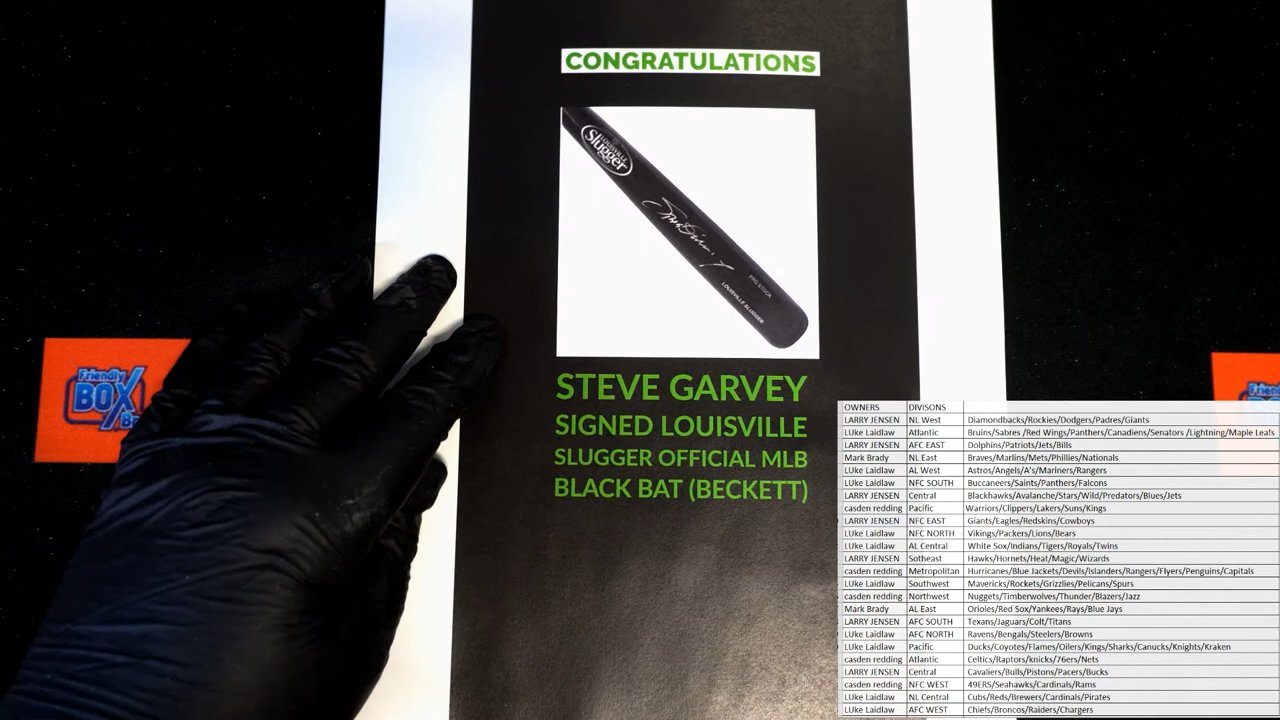 CONGRATULATIONS
LOUISVILLE
Slugger
PRO STOCK
LOUISVILLE SLUGGER
STEVE GARVEY
SIGNED LOUISVILLE
SLUGGER OFFICIAL MLB
BLACK BAT (BECKETT)
Friendly
BOX
OWNERS DIVISONS
LARRY JENSEN NL West Diamondbacks/Rockies/Dodgers/Padres/Giants
LUke Laidlaw Atlantic Bruins/Sabres /Red Wings/Panthers/Canadiens/Senators /Lightning/Maple Leafs
LARRY JENSEN AFC EAST Dolphins/Patriots/Jets/Bills
Mark Brady NL East Braves/Marlins/Mets/Phillies/Nationals
LUke Laidlaw AL West Astros/Angels/A's/Mariners/Rangers
LUke Laidlaw NFC SOUTH Buccaneers/Saints/Panthers/Falcons
LARRY JENSEN Central Blackhawks/Avalanche/Stars/Wild/Predators/Blues/Jets
casden redding Pacific Warriors/Clippers/Lakers/Suns/Kings
LARRY JENSEN NFC EAST Giants/Eagles/Redskins/Cowboys
LUke Laidlaw NFC NORTH Vikings/Packers/Lions/Bears
LUke Laidlaw AL Central White Sox/Indians/Tigers/Royals/Twins
LARRY JENSEN Sotheast Hawks/Hornets/Heat/Magic/Wizards
casden redding Metropolitan Hurricanes/Blue Jackets/Devils/Islanders/Rangers/Flyers/Penguins/Capitals
LUke Laidlaw Southwest Mavericks/Rockets/Grizzlies/Pelicans/Spurs
casden redding Northwest Nuggets/Timberwolves/Thunder/Blazers/Jazz
Mark Brady AL East Orioles/Red Sox/Yankees/Rays/Blue Jays
LARRY JENSEN AFC SOUTH Texans/Jaguars/Colt/Titans
LUke Laidlaw AFC NORTH Ravens/Bengals/Steelers/Browns
LUke Laidlaw Pacific Ducks/Coyotes/Flames/Oilers/Kings/Sharks/Canucks/Knights/Kraken
casden redding Atlantic Celtics/Raptors/knicks/76ers/Nets
LARRY JENSEN Central Cavaliers/Bulls/Pistons/Pacers/Bucks
casden redding NFC WEST 49ERS/Seahawks/Cardinals/Rams
LUke Laidlaw NL Central Cubs/Reds/Brewers/Cardinals/Pirates
LUke Laidlaw AFC WEST Chiefs/Broncos/Raiders/Chargers